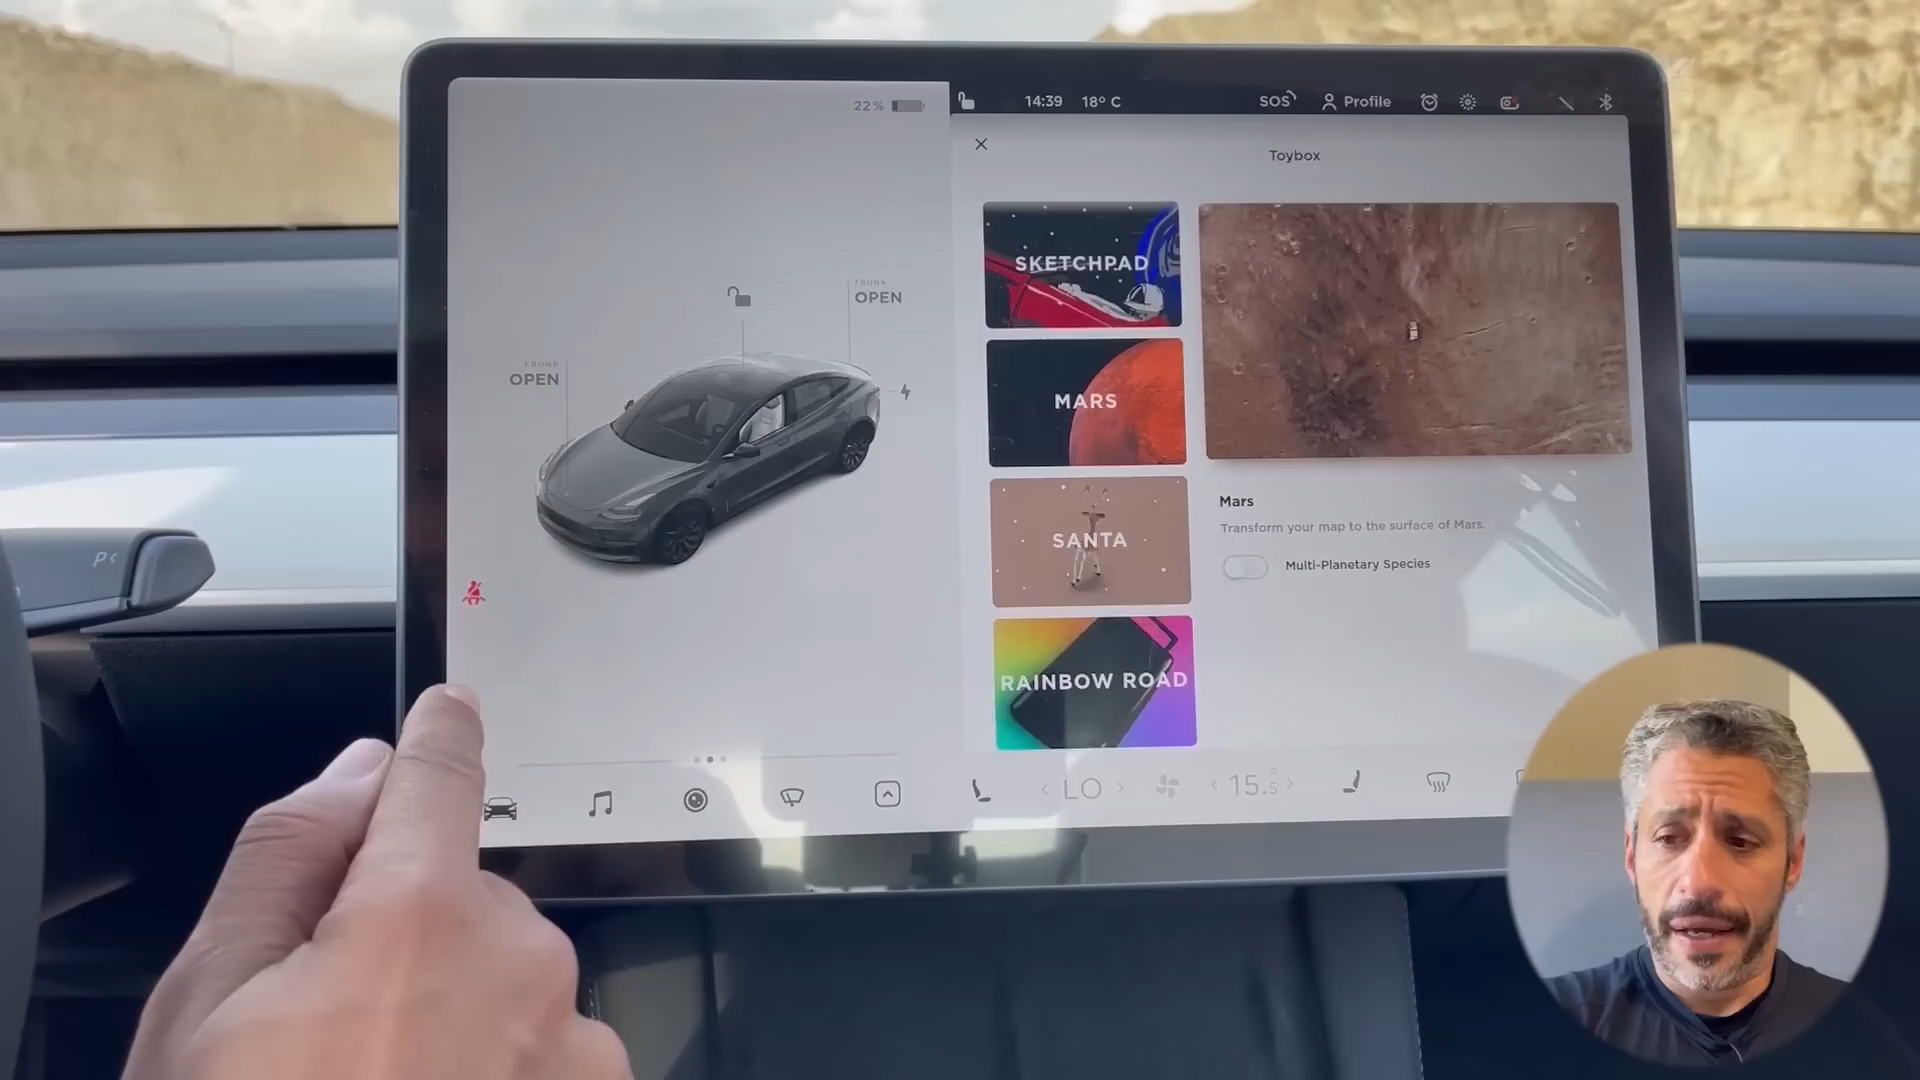 22 %
14:39 18° C SOS Profile
Toybox
SKETCHPAD
TRUNK
OPEN
FRUNK
OPEN
MARS
SANTA
RAINBOW ROAD
Mars
Transform your map to the surface of Mars.
Multi-Planetary Species
P<
< LO > < 15.5° >